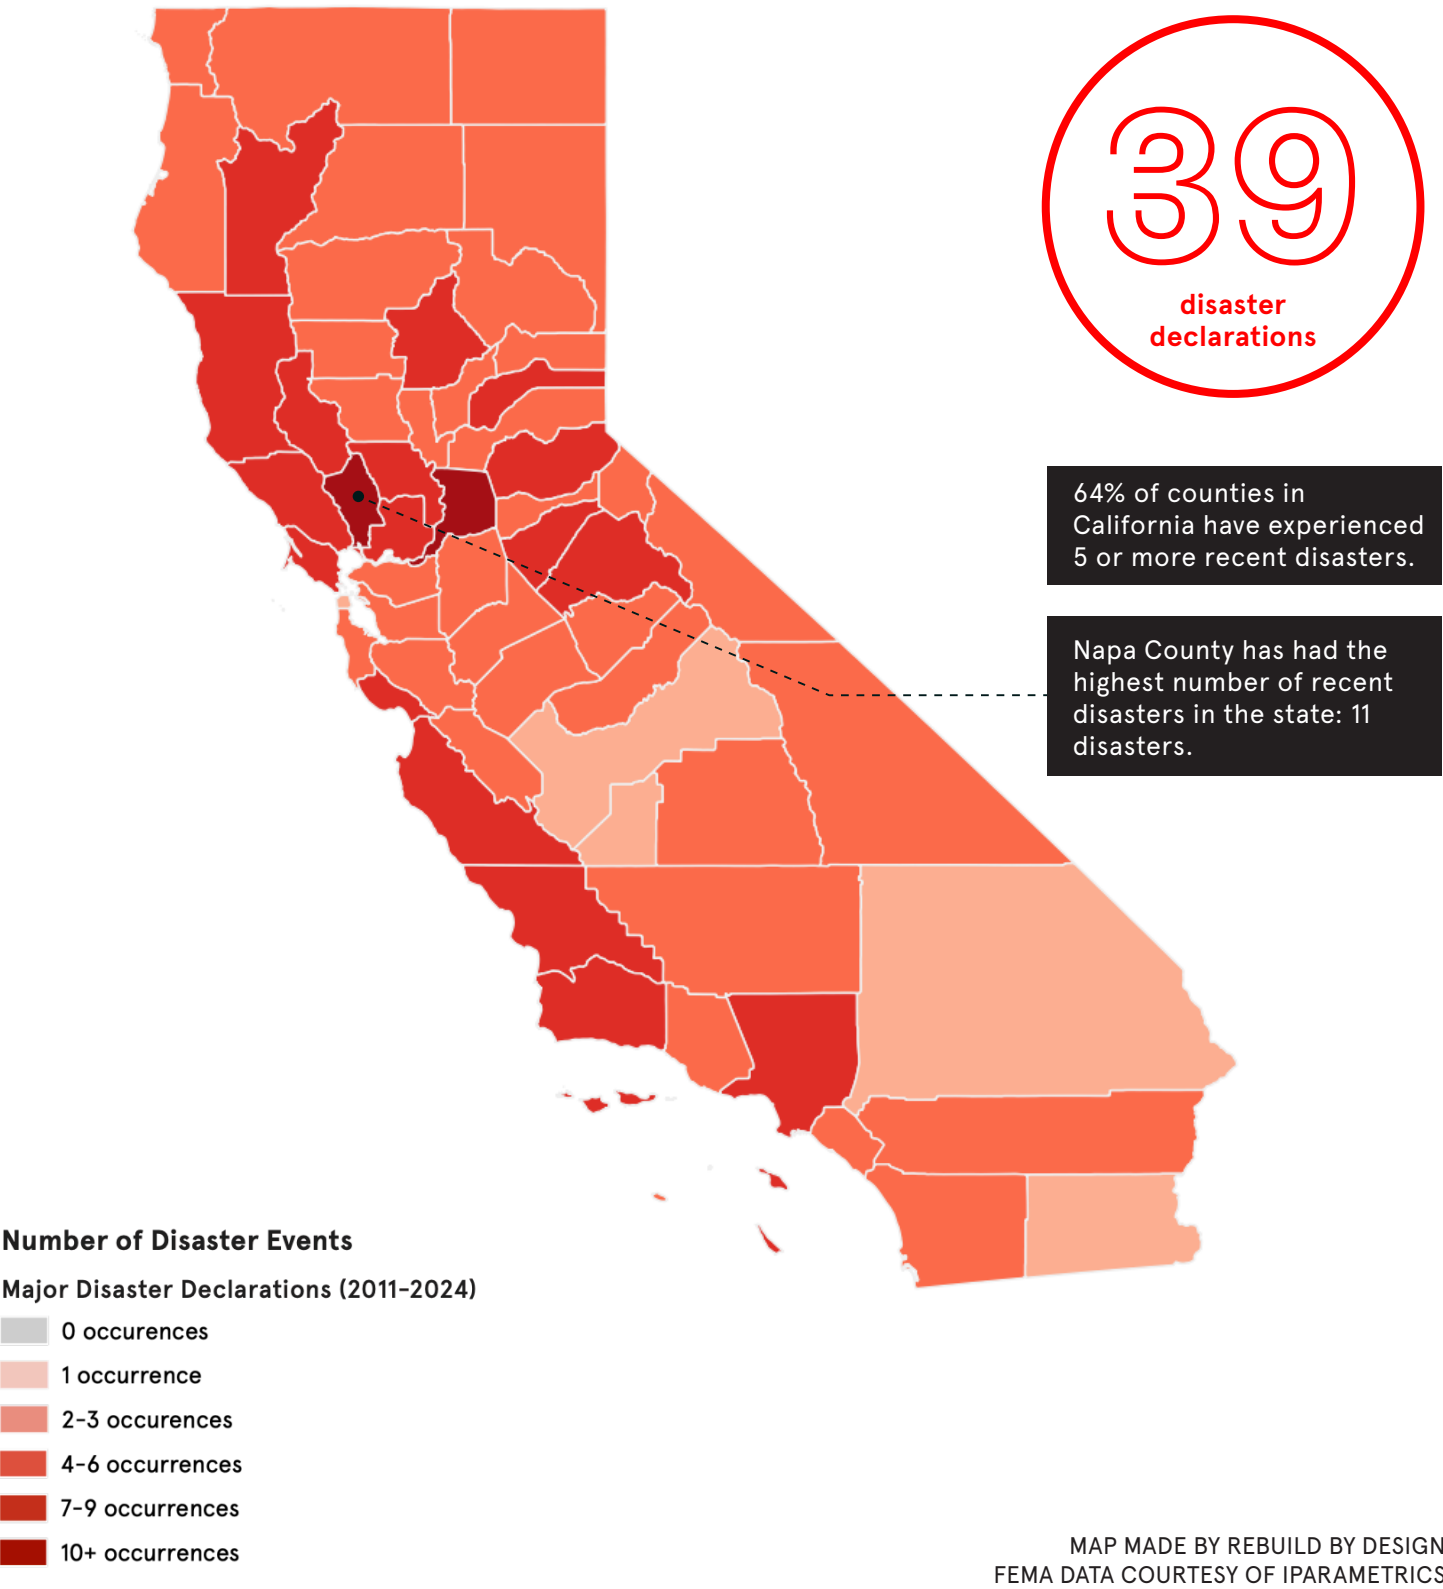 39
disaster
declarations
64% of counties in
California have experienced
5 or more recent disasters.
Napa County has had the
highest number of recent
disasters in the state: 11
disasters.
Number of Disaster Events
Major Disaster Declarations (2011-2024)
0 occurences
1 occurrence
2-3 occurences
4-6 occurrences
7-9 occurrences
10+ occurrences
MAP MADE BY REBUILD BY DESIGN
FEMA DATA COURTESY OF IPARAMETRICS